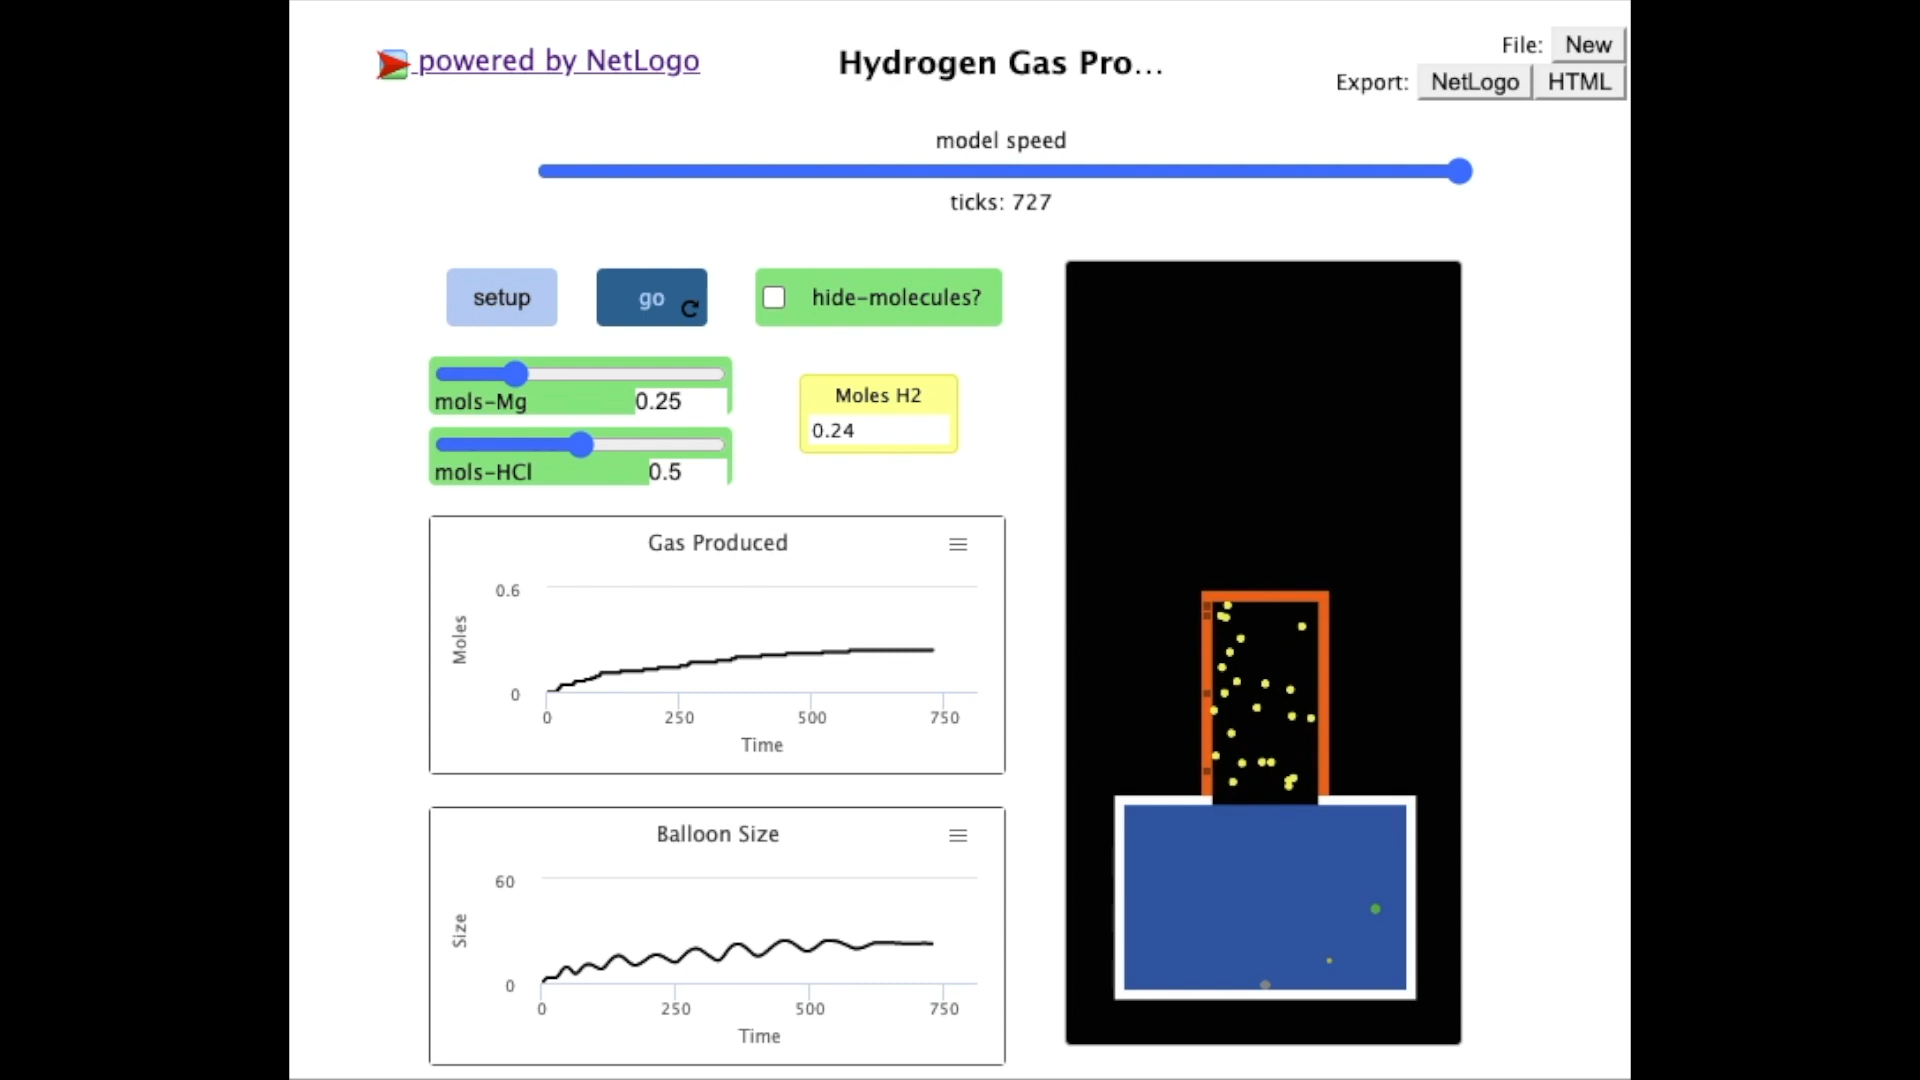 powered by NetLogo
Hydrogen Gas Pro...
File: New
Export: NetLogo HTML
model speed
ticks: 727
setup
go
hide-molecules?
mols-Mg 0.25
mols-HCl 0.5
Moles H2
0.24
Gas Produced
Moles
0.6
0
0 250 500 750
Time
Balloon Size
Size
60
0
0 250 500 750
Time